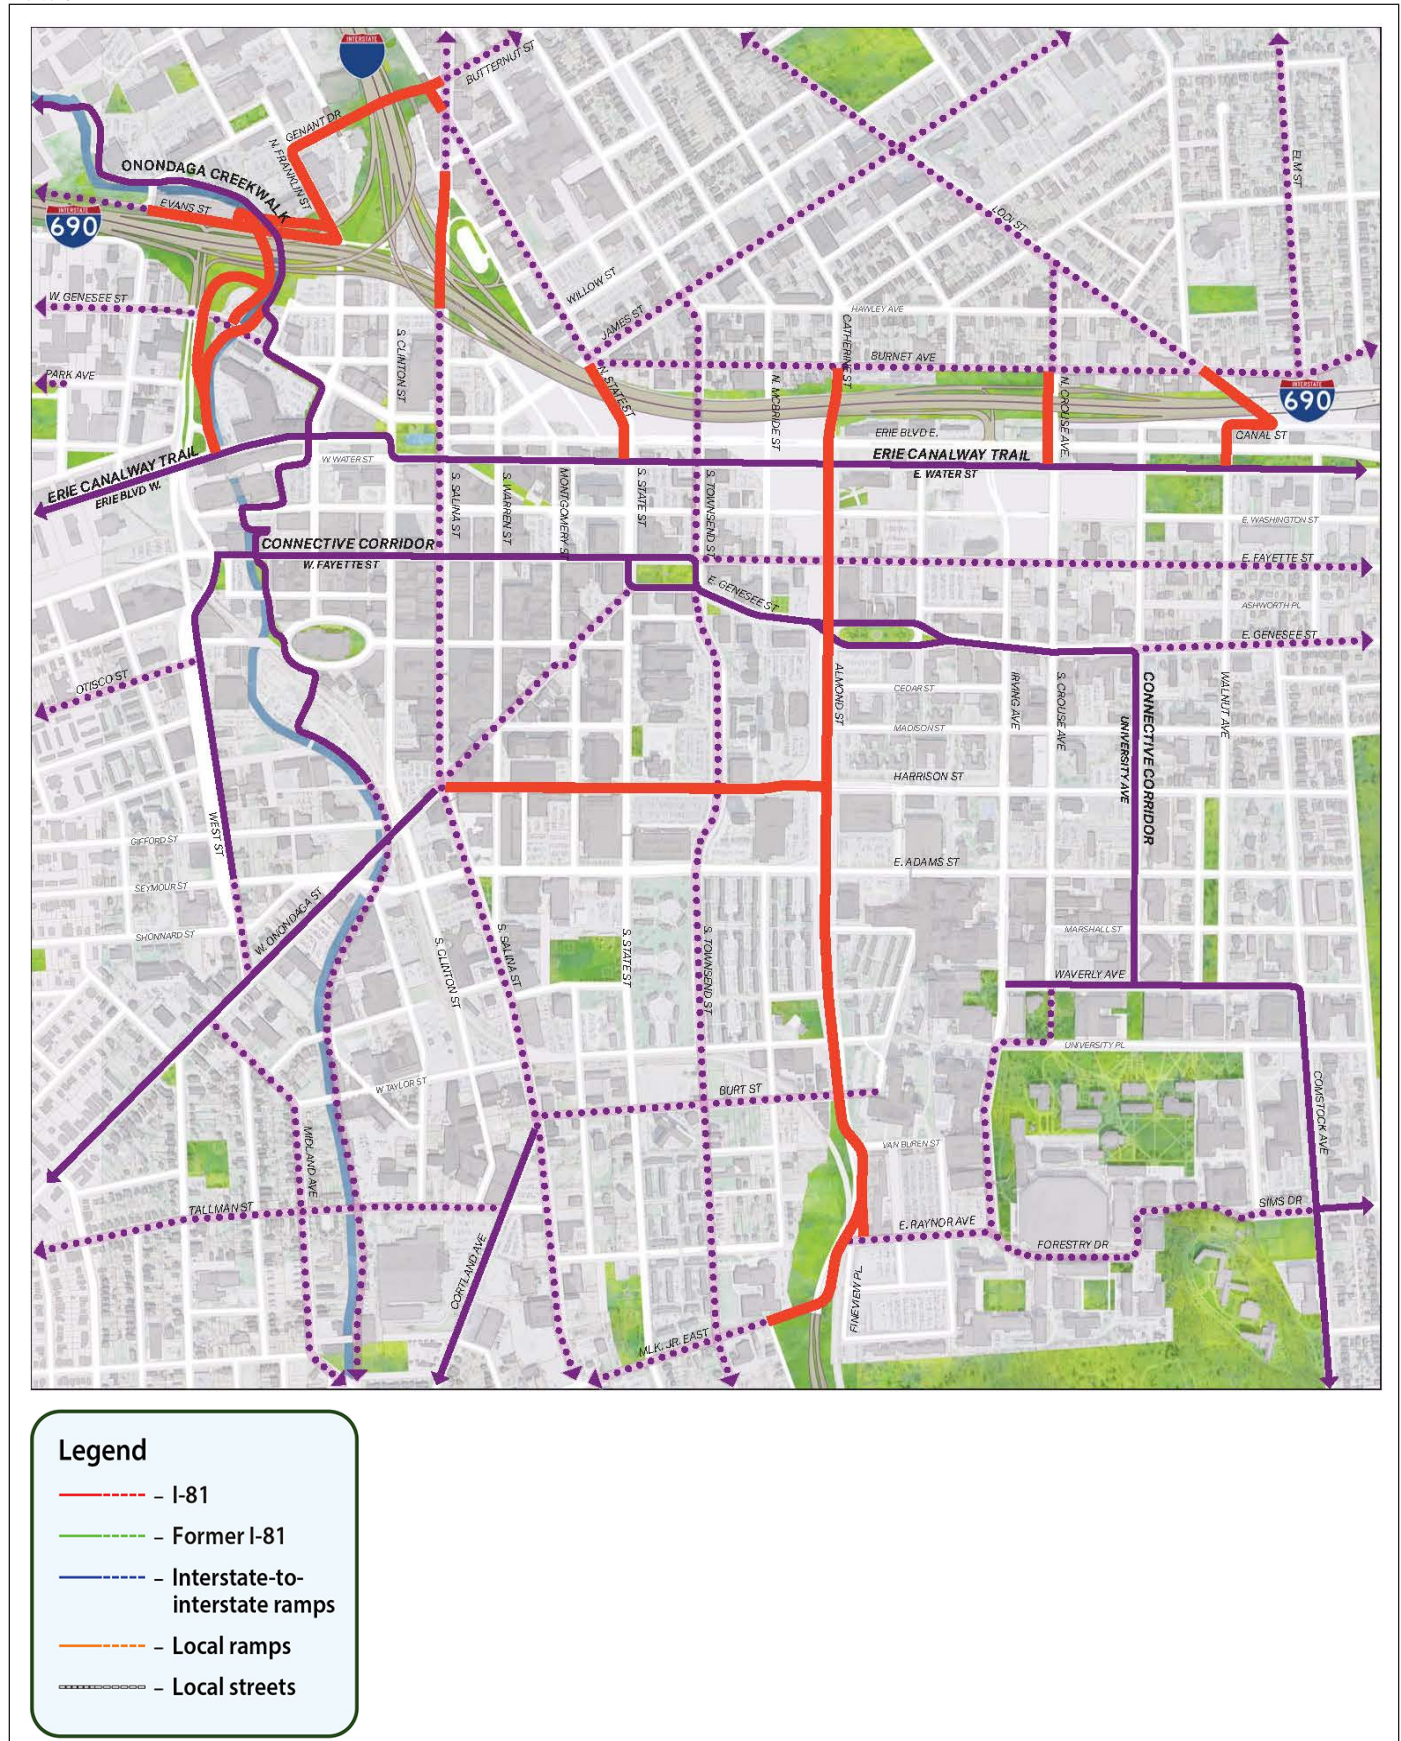 INTERSTATE
BUTTERNUT ST
GENANT DR
N. FRANKLIN ST
ONONDAGA CREEKWALK
ELM ST
EVANS ST
INTERSTATE
690
LODI ST
WILLOW ST
W. GENESEE ST
JAMES ST
HAWLEY AVE
CATHERINE ST
S. CLINTON ST
BURNET AVE
PARK AVE
N. STATE ST
N. MCBRIDE ST
N. CROUSE AVE
INTERSTATE
690
ERIE BLVD E.
CANAL ST
ERIE CANALWAY TRAIL
ERIE BLVD W.
W. WATER ST
ERIE CANALWAY TRAIL
E. WATER ST
S. SALINA ST
S. WARREN ST
MONTGOMERY ST
S. STATE ST
S. TOWNSEND ST
E. WASHINGTON ST
CONNECTIVE CORRIDOR
W. FAYETTE ST
E. FAYETTE ST
E. GENESEE ST
ASHWORTH PL
E. GENESEE ST
OTISCO ST
CEDAR ST
ALMOND ST
IRVING AVE
S. CROUSE AVE
CONNECTIVE CORRIDOR
UNIVERSITY AVE
WALNUT AVE
MADISON ST
HARRISON ST
WEST ST
GIFFORD ST
E. ADAMS ST
SEYMOUR ST
W. ONONDAGA ST
SHONNARD ST
S. CLINTON ST
S. SALINA ST
S. STATE ST
S. TOWNSEND ST
MARSHALL ST
WAVERLY AVE
UNIVERSITY PL
W. TAYLOR ST
BURT ST
COMSTOCK AVE
MIDLAND AVE
VAN BUREN ST
TALLMAN ST
SIMS DR
E. RAYNOR AVE
FORESTRY DR
CORTLAND AVE
FINEVIEW PL
MLK, JR. EAST
Legend
– I-81
– Former I-81
– Interstate-to-
interstate ramps
– Local ramps
– Local streets